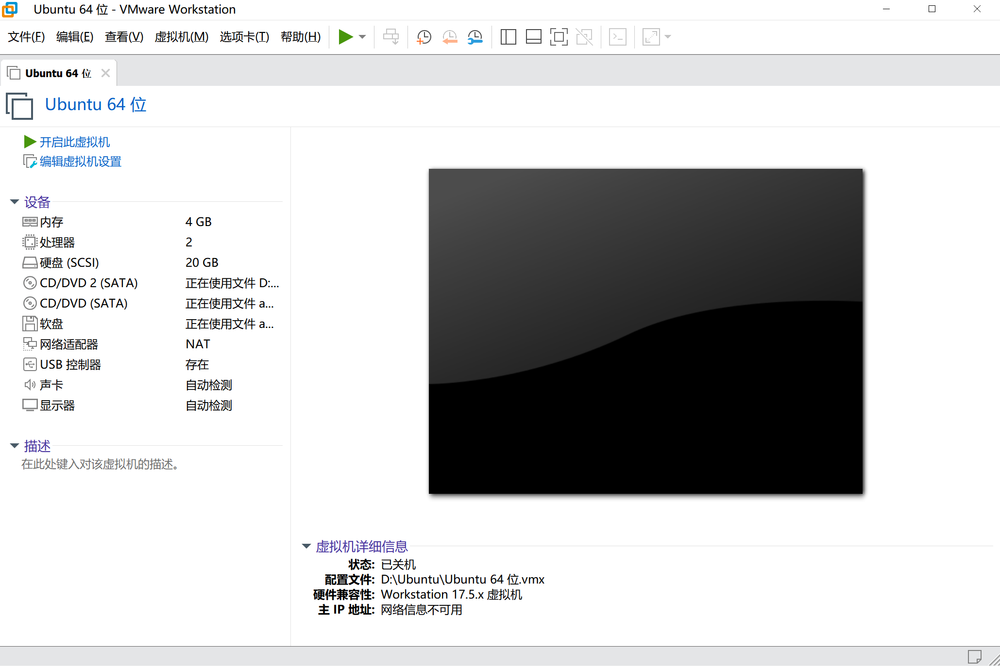 Ubuntu 64 位 - VMware Workstation
文件(F) 编辑(E) 查看(V) 虚拟机(M) 选项卡(T) 帮助(H)
Ubuntu 64 位
Ubuntu 64 位
开启此虚拟机
编辑虚拟机设置
设备
内存 4 GB
处理器 2
硬盘 (SCSI) 20 GB
CD/DVD 2 (SATA) 正在使用文件 D:...
CD/DVD (SATA) 正在使用文件 a...
软盘 正在使用文件 a...
网络适配器 NAT
USB 控制器 存在
声卡 自动检测
显示器 自动检测
描述
在此处键入对该虚拟机的描述。
虚拟机详细信息
状态: 已关机
配置文件: D:\Ubuntu\Ubuntu 64 位.vmx
硬件兼容性: Workstation 17.5.x 虚拟机
主 IP 地址: 网络信息不可用